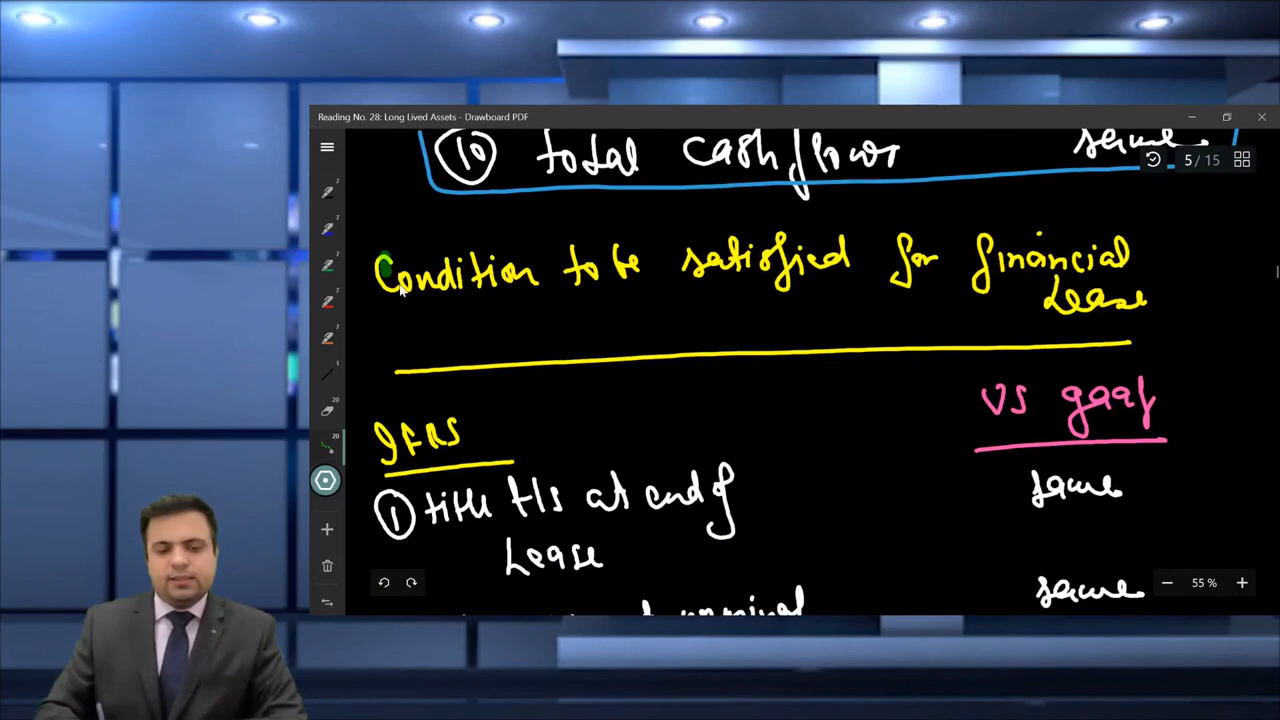 Reading No. 28: Long Lived Assets - Drawboard PDF
10 total cash flows same
5 / 15
Condition to be satisfied for financial
Lease
VS gaap
IFRS
1 title t/s at end of same
Lease
nominal same
55 %